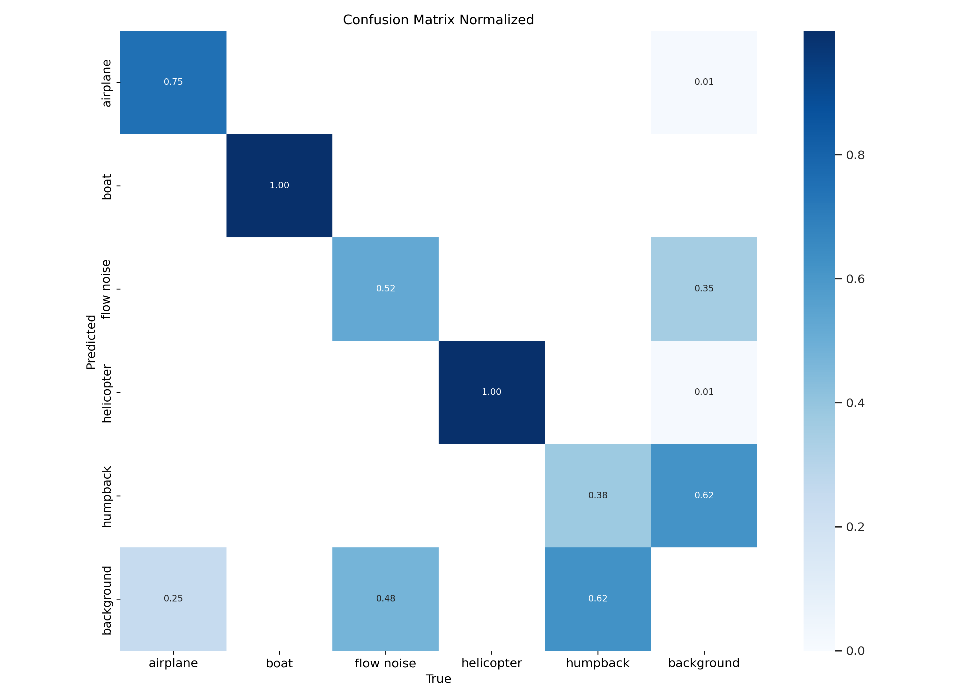 Confusion Matrix Normalized
airplane
0.75
0.01
0.8
boat
1.00
0.6
flow noise
0.52
0.35
Predicted
helicopter
1.00
0.01
0.4
humpback
0.38
0.62
0.2
background
0.25
0.48
0.62
0.0
airplane boat flow noise helicopter humpback background
True